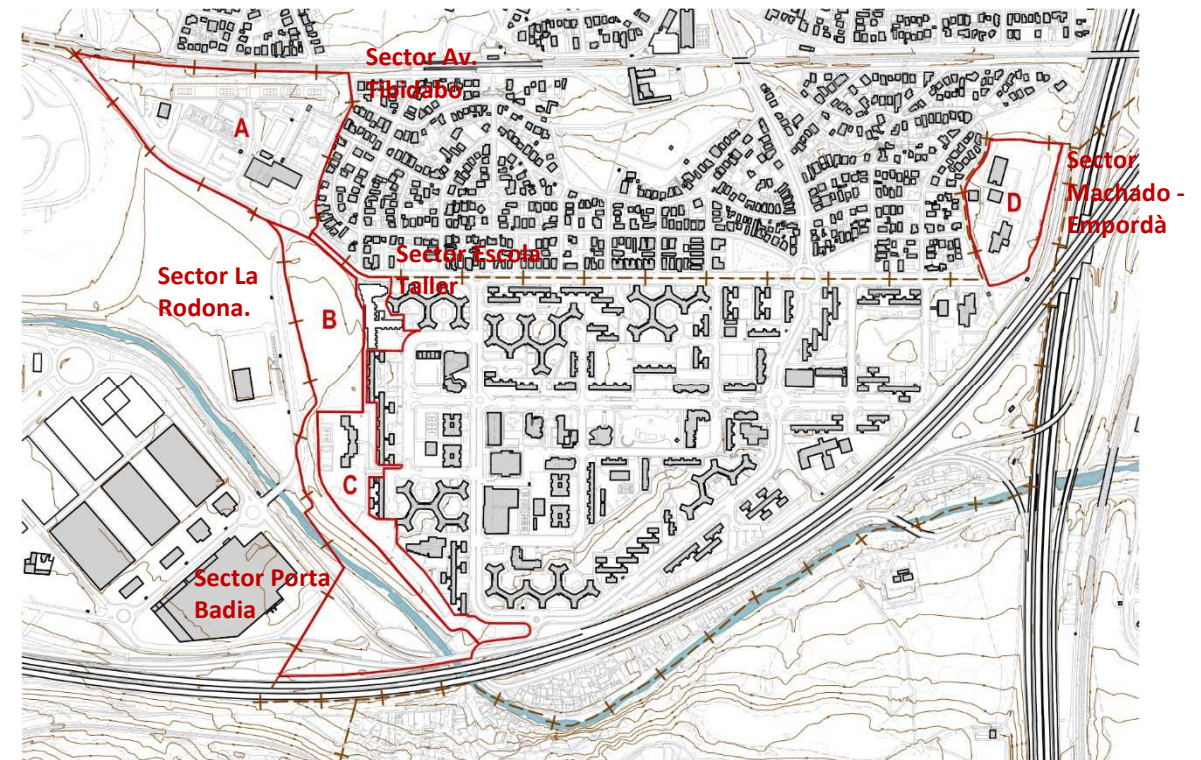 Sector Av.
Tibidabo
A
Sector
Machado -
Empordà
D
Sector Escola
Taller
Sector La
Rodona.
B
C
Sector Porta
Badia